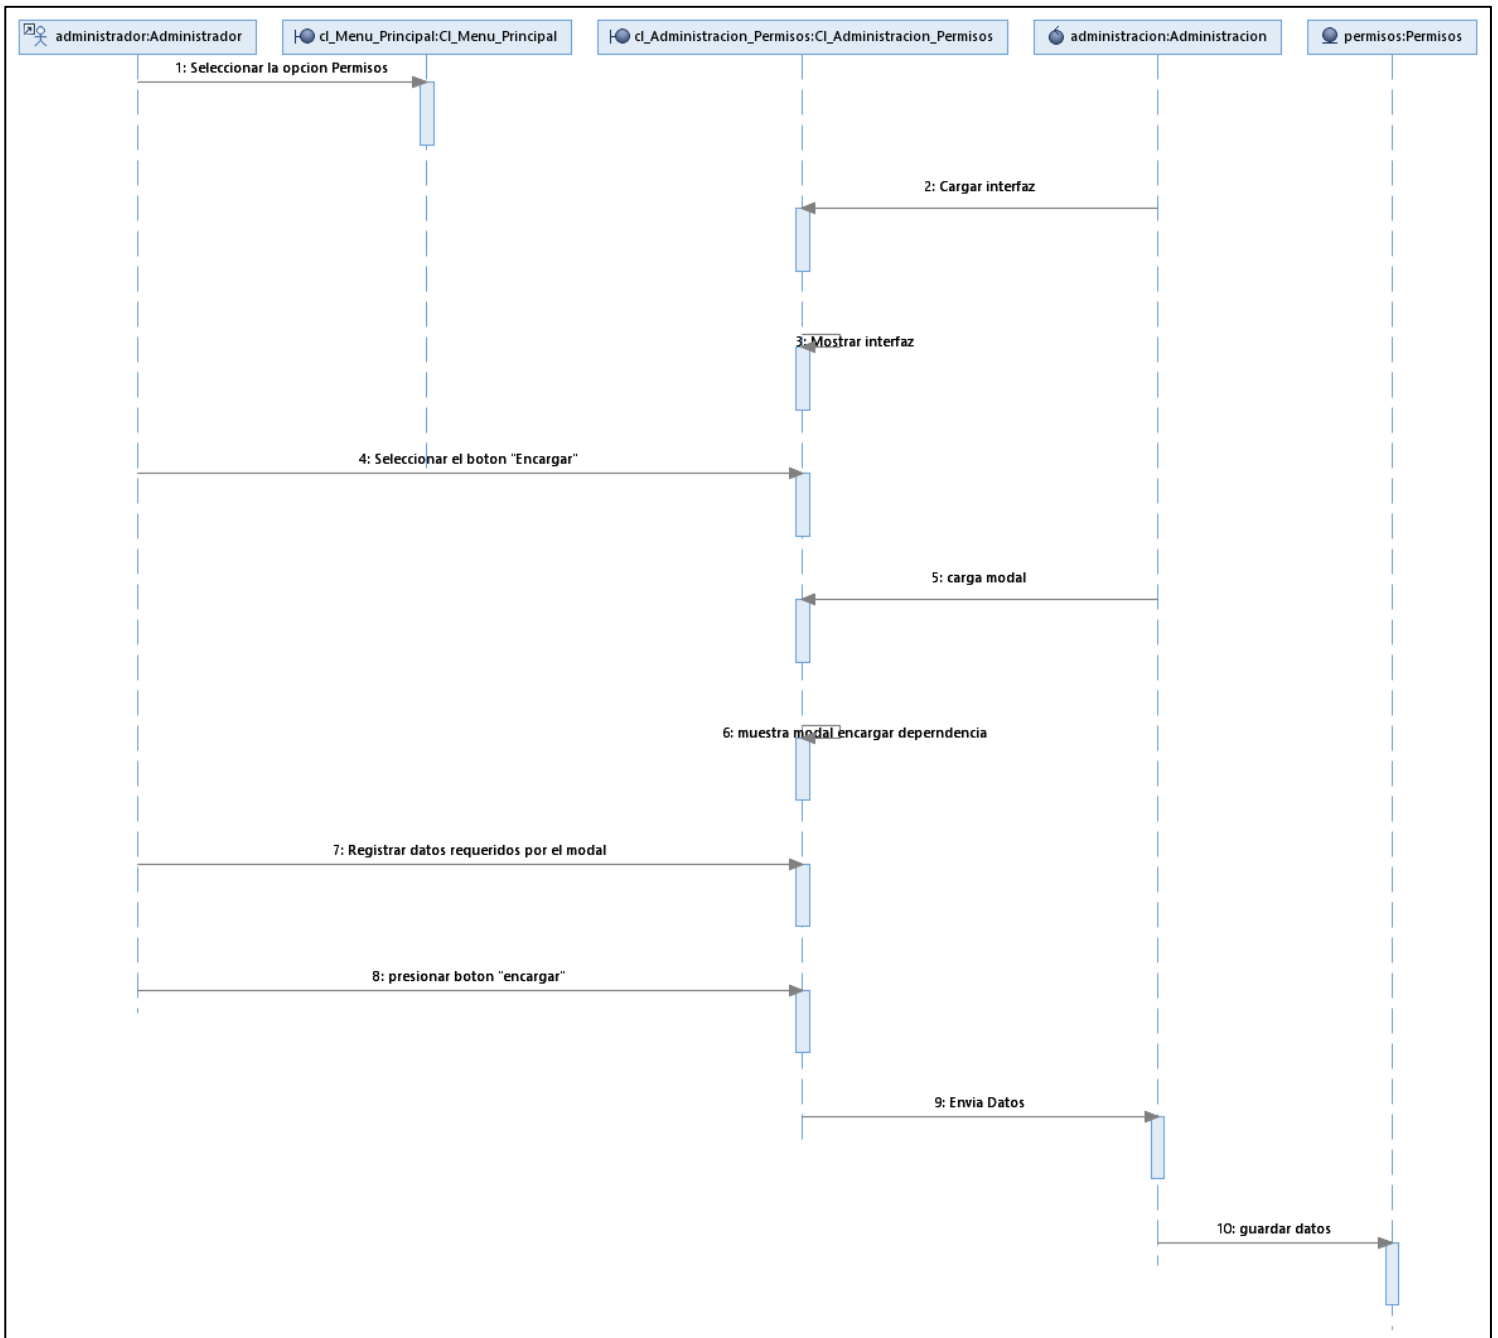 administrador:Administrador
cl_Menu_Principal:CI_Menu_Principal
cl_Administracion_Permisos:CI_Administracion_Permisos
administracion:Administracion
permisos:Permisos
1: Seleccionar la opcion Permisos
2: Cargar interfaz
3: Mostrar interfaz
4: Seleccionar el boton "Encargar"
5: carga modal
6: muestra modal encargar deperndencia
7: Registrar datos requeridos por el modal
8: presionar boton "encargar"
9: Envia Datos
10: guardar datos